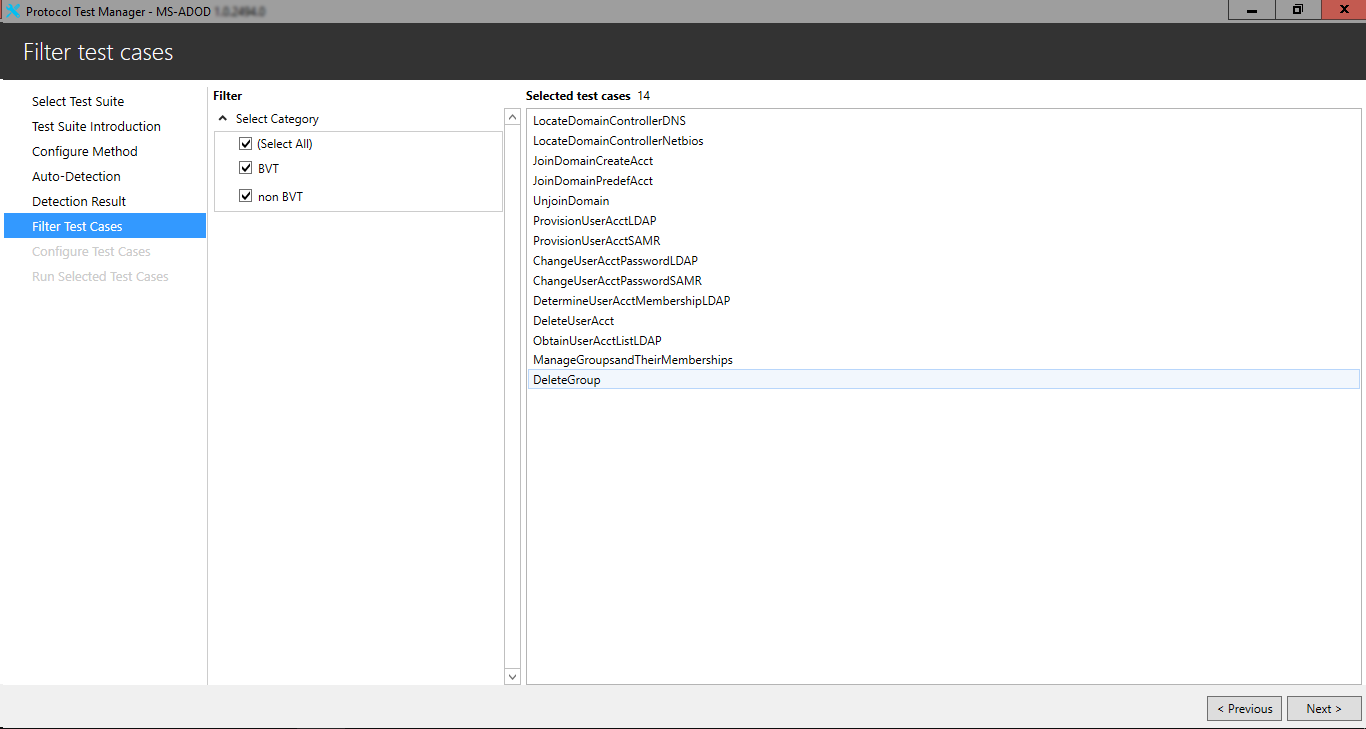 Protocol Test Manager - MS-ADOD
Filter test cases
Select Test Suite
Test Suite Introduction
Configure Method
Auto-Detection
Detection Result
Filter Test Cases
Configure Test Cases
Run Selected Test Cases
Filter
Select Category
(Select All)
BVT
non BVT
Selected test cases 14
LocateDomainControllerDNS
LocateDomainControllerNetbios
JoinDomainCreateAcct
JoinDomainPredefAcct
UnjoinDomain
ProvisionUserAcctLDAP
ProvisionUserAcctSAMR
ChangeUserAcctPasswordLDAP
ChangeUserAcctPasswordSAMR
DetermineUserAcctMembershipLDAP
DeleteUserAcct
ObtainUserAcctListLDAP
ManageGroupsandTheirMemberships
DeleteGroup
< Previous
Next >